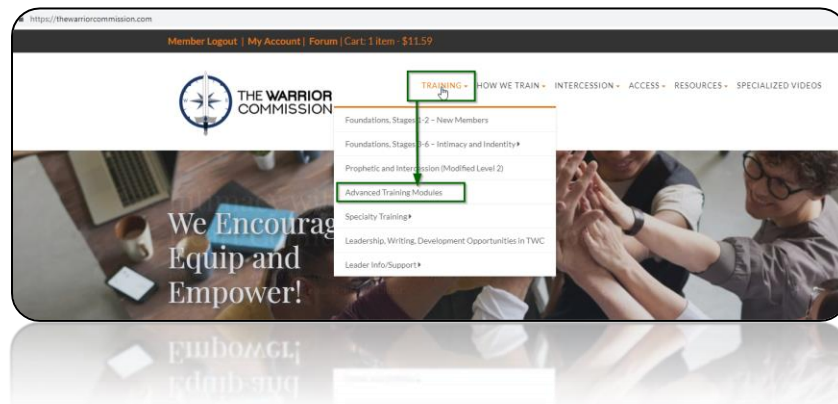 https://thewarriorcommission.com
Member Logout | My Account | Forum | Cart: 1 item - $11.59
THE WARRIOR
COMMISSION
TRAINING HOW WE TRAIN INTERCESSION ACCESS RESOURCES SPECIALIZED VIDEOS
Foundations, Stages 1-2 – New Members
Foundations, Stages 3-6 – Intimacy and Indentity
Prophetic and Intercession (Modified Level 2)
Advanced Training Modules
Specialty Training
Leadership, Writing, Development Opportunities in TWC
Leader Info/Support
We Encourag
Equip and
Empower!